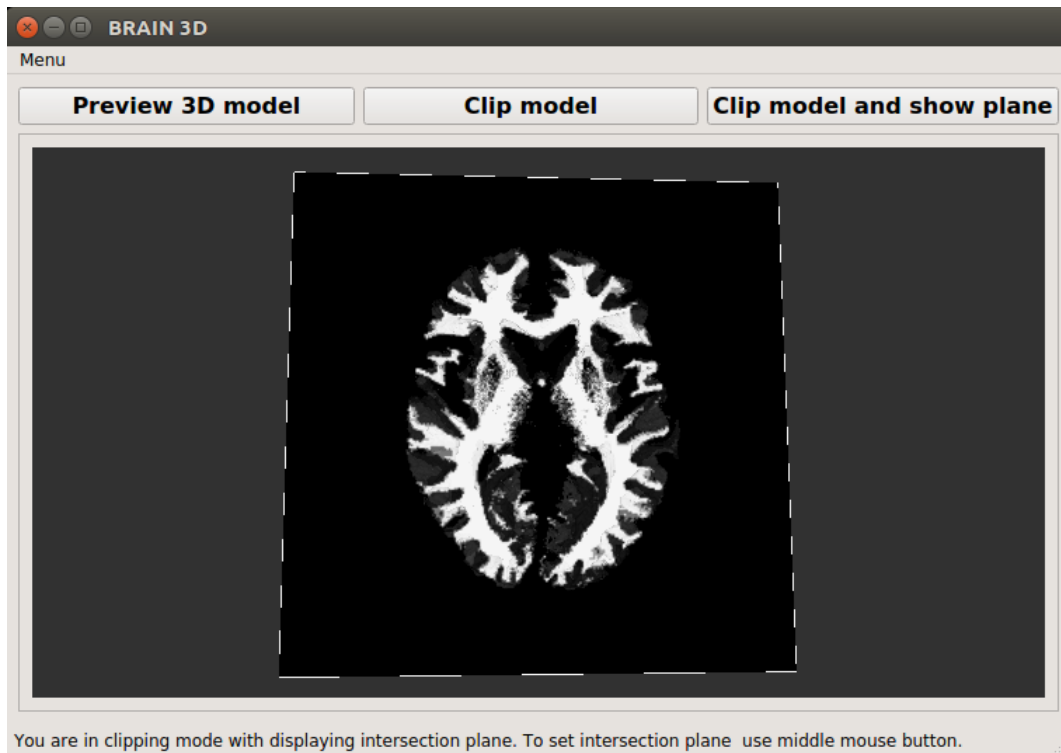 BRAIN 3D
Menu
Preview 3D model
Clip model
Clip model and show plane
You are in clipping mode with displaying intersection plane. To set intersection plane  use middle mouse button.